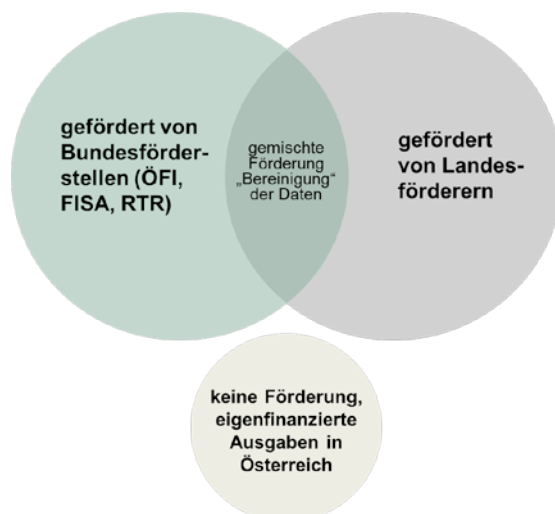 gefördert von
Bundesförder-
stellen (ÖFI,
FISA, RTR)
gemischte
Förderung
„Bereinigung“
der Daten
gefördert
von Landes-
förderern
keine Förderung,
eigenfinanzierte
Ausgaben in
Österreich